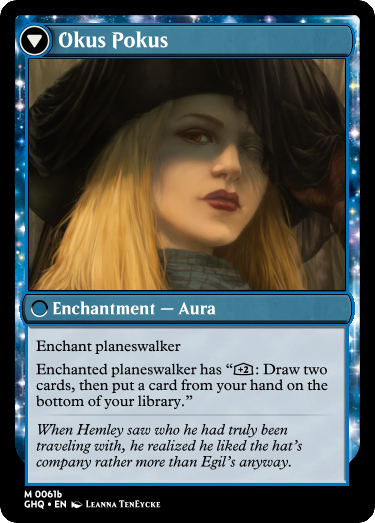 Okus Pokus
Enchantment — Aura
Enchant planeswalker
Enchanted planeswalker has “+2: Draw two
cards, then put a card from your hand on the
bottom of your library.”
When Hemley saw who he had truly been
traveling with, he realized he liked the hat's
company rather more than Egil's anyway.
M 0061b
GHQ • EN Leanna TenEycke